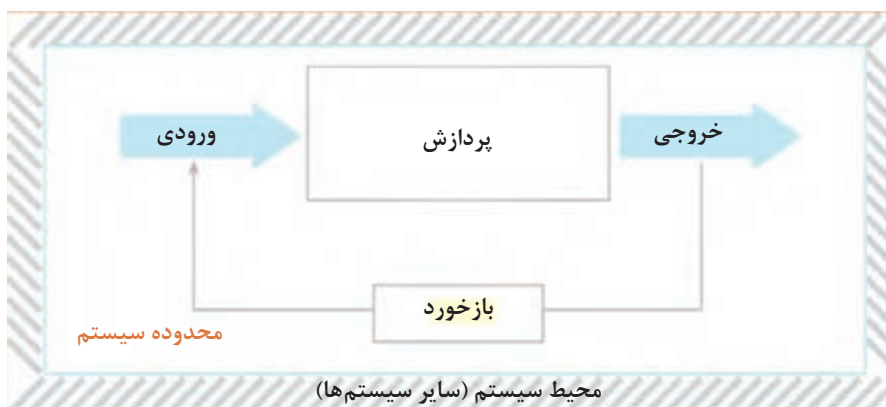 ورودی
پردازش
خروجی
بازخورد
محدوده سیستم
محیط سیستم (سایر سیستم‌ها)